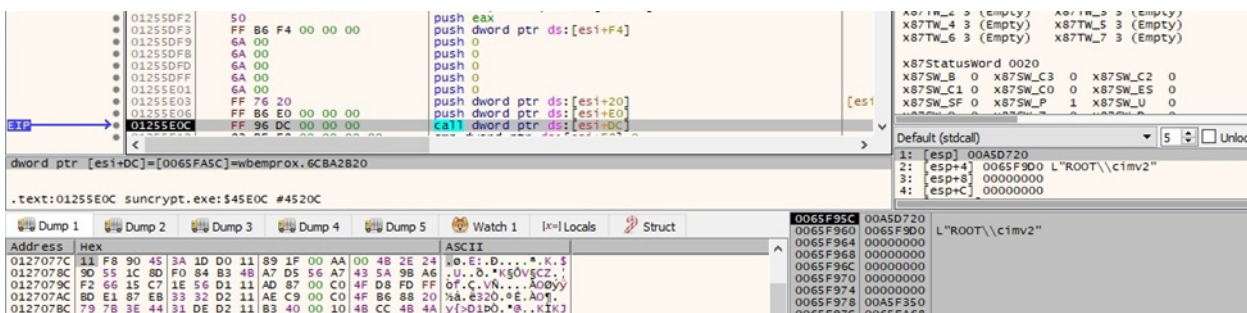 01255DF2 50 push eax
01255DF3 FF B6 F4 00 00 00 push dword ptr ds:[esi+F4]
01255DF9 6A 00 push 0
01255DFB 6A 00 push 0
01255DFD 6A 00 push 0
01255DFF 6A 00 push 0
01255E01 6A 00 push 0
01255E03 FF 76 20 push dword ptr ds:[esi+20] [esi
01255E06 FF B6 E0 00 00 00 push dword ptr ds:[esi+E0]
EIP 01255E0C FF 96 DC 00 00 00 call dword ptr ds:[esi+DC]
dword ptr [esi+DC]=[0065FA5C]=wbemprox.6CBA2B20
.text:01255E0C suncrypt.exe:$45E0C #4520C
x87TW_4 3 (Empty) x87TW_5 3 (Empty)
x87TW_6 3 (Empty) x87TW_7 3 (Empty)
x87StatusWord 0020
x87SW_B 0 x87SW_C3 0 x87SW_C2 0
x87SW_C1 0 x87SW_C0 0 x87SW_ES 0
x87SW_SF 0 x87SW_P 1 x87SW_U 0
Default (stdcall) 5 Unloc
1: [esp] 00A5D720
2: [esp+4] 0065F9D0 L"ROOT\\cimv2"
3: [esp+8] 00000000
4: [esp+C] 00000000
Dump 1 Dump 2 Dump 3 Dump 4 Dump 5 Watch 1 [x=] Locals Struct
Address Hex ASCII
0127077C 11 F8 90 45 3A 1D D0 11 89 1F 00 AA 00 4B 2E 24
0127078C 9D 55 1C 8D F0 84 B3 4B A7 D5 56 A7 43 5A 9B A6
0127079C F2 66 15 C7 1E 56 D1 11 AD 87 00 C0 4F D8 FD FF
012707AC BD E1 87 EB 33 32 D2 11 AE C9 00 C0 4F B6 88 20
012707BC 79 7B 3E 44 31 DE D2 11 B3 40 00 10 4B CC 4B 4A
0065F95C 00A5D720
0065F960 0065F9D0 L"ROOT\\cimv2"
0065F964 00000000
0065F968 00000000
0065F96C 00000000
0065F970 00000000
0065F974 00000000
0065F978 00A5F350